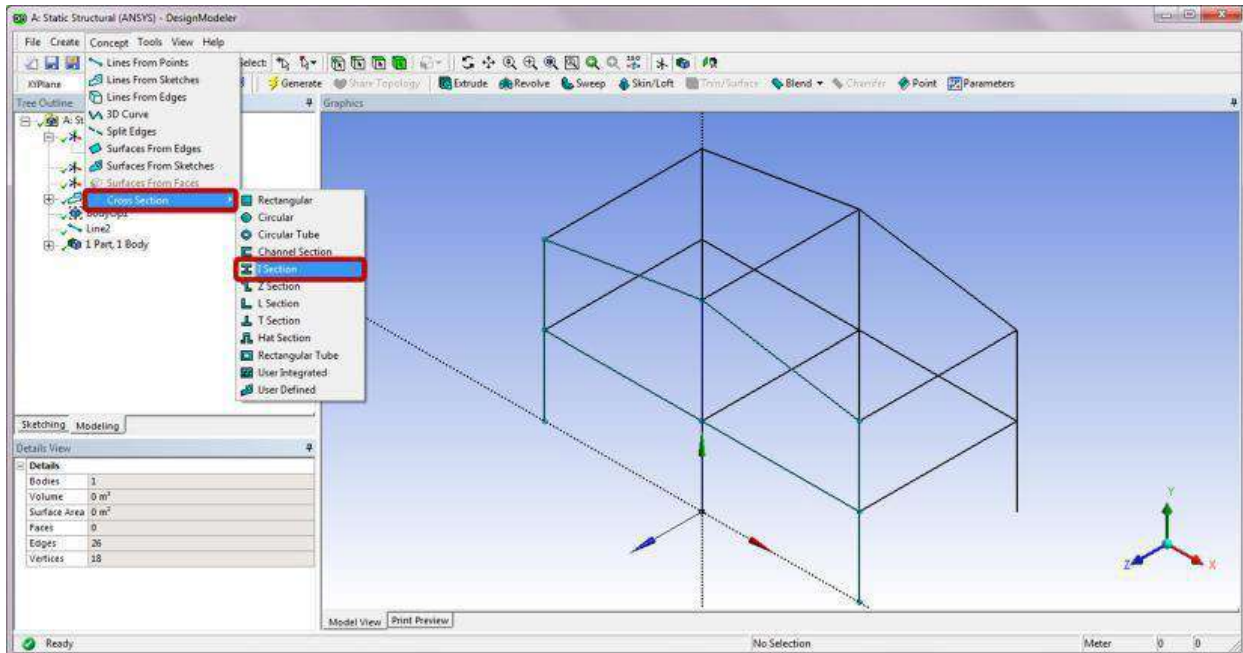 A: Static Structural (ANSYS) - DesignModeler
File Create Concept Tools View Help
Select:
XYPlane
Generate Share Topology Extrude Revolve Sweep Skin/Loft Thin/Surface Blend Chamfer Point Parameters
Lines From Points
Lines From Sketches
Lines From Edges
3D Curve
Split Edges
Surfaces From Edges
Surfaces From Sketches
Surfaces From Faces
Cross Section
Rectangular
Circular
Circular Tube
Channel Section
I Section
Z Section
L Section
T Section
Hat Section
Rectangular Tube
User Integrated
User Defined
Tree Outline
A: St
BodyOp1
Line2
1 Part, 1 Body
Sketching Modeling
Details View
Details
Bodies 1
Volume 0 m³
Surface Area 0 m²
Faces 0
Edges 26
Vertices 18
Graphics
Y
Z
X
Model View Print Preview
Ready
No Selection
Meter 0 0